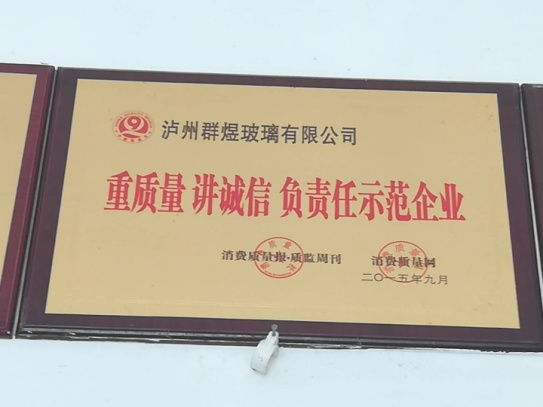 泸州群煜玻璃有限公司
重质量 讲诚信 负责任示范企业
消费质量报·质监周刊 消费质量网
二〇一五年九月